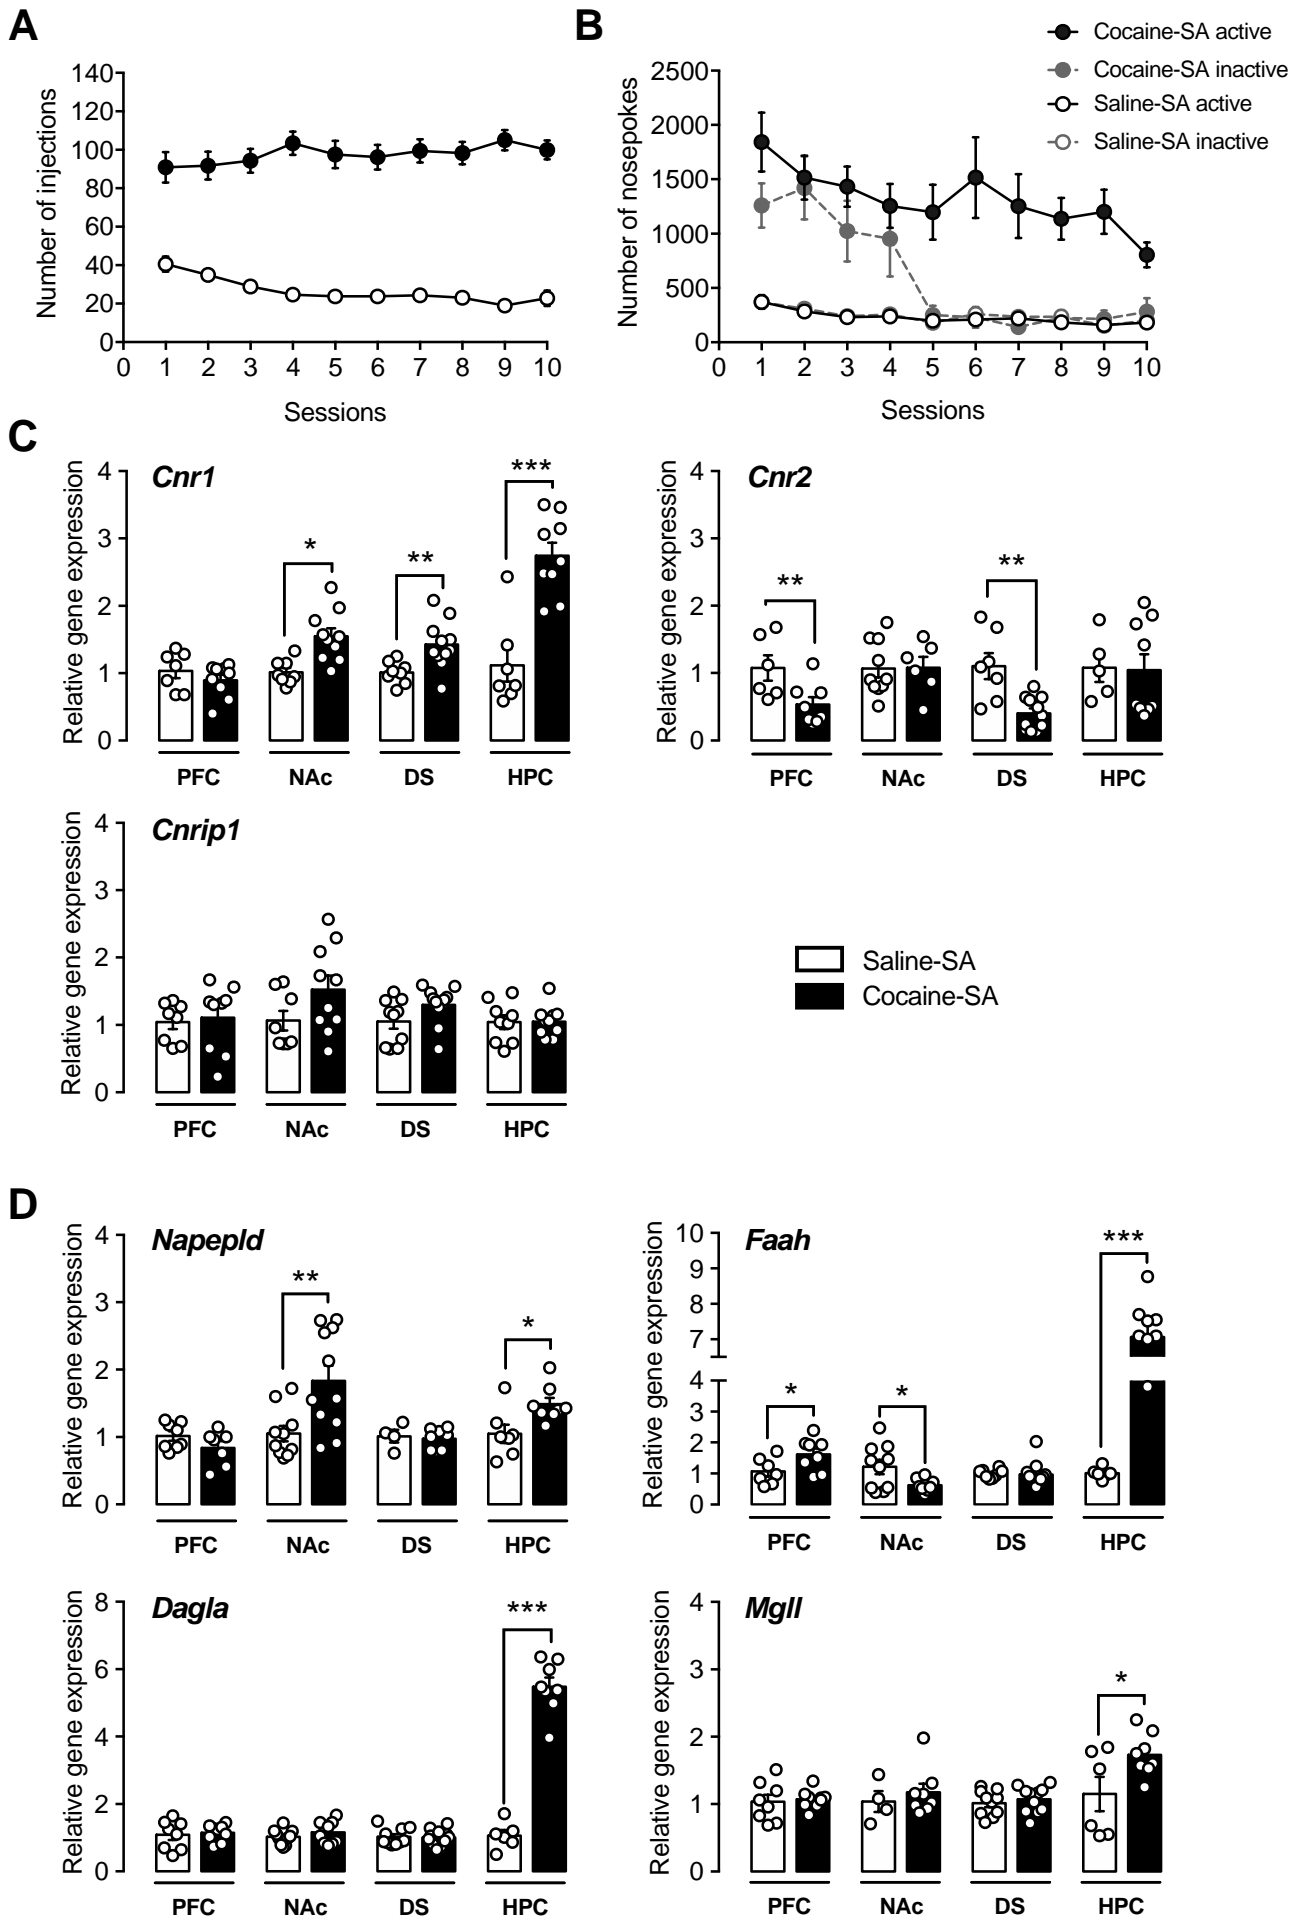 A
Number of injections
140
120
100
80
60
40
20
0
0 1 2 3 4 5 6 7 8 9 10
Sessions
B
Cocaine-SA active
Cocaine-SA inactive
Saline-SA active
Saline-SA inactive
Number of nosepokes
2500
2000
1500
1000
500
0
0 1 2 3 4 5 6 7 8 9 10
Sessions
C
Cnr1
Relative gene expression
4
3
2
1
0
* ** ***
PFC NAc DS HPC
Cnr2
Relative gene expression
4
3
2
1
0
** **
PFC NAc DS HPC
Cnrip1
Relative gene expression
4
3
2
1
0
PFC NAc DS HPC
Saline-SA
Cocaine-SA
D
Napepld
Relative gene expression
4
3
2
1
0
** *
PFC NAc DS HPC
Faah
Relative gene expression
10
9
8
7
4
3
2
1
0
* * ***
PFC NAc DS HPC
Dagla
Relative gene expression
8
6
4
2
0
***
PFC NAc DS HPC
Mgll
Relative gene expression
4
3
2
1
0
*
PFC NAc DS HPC